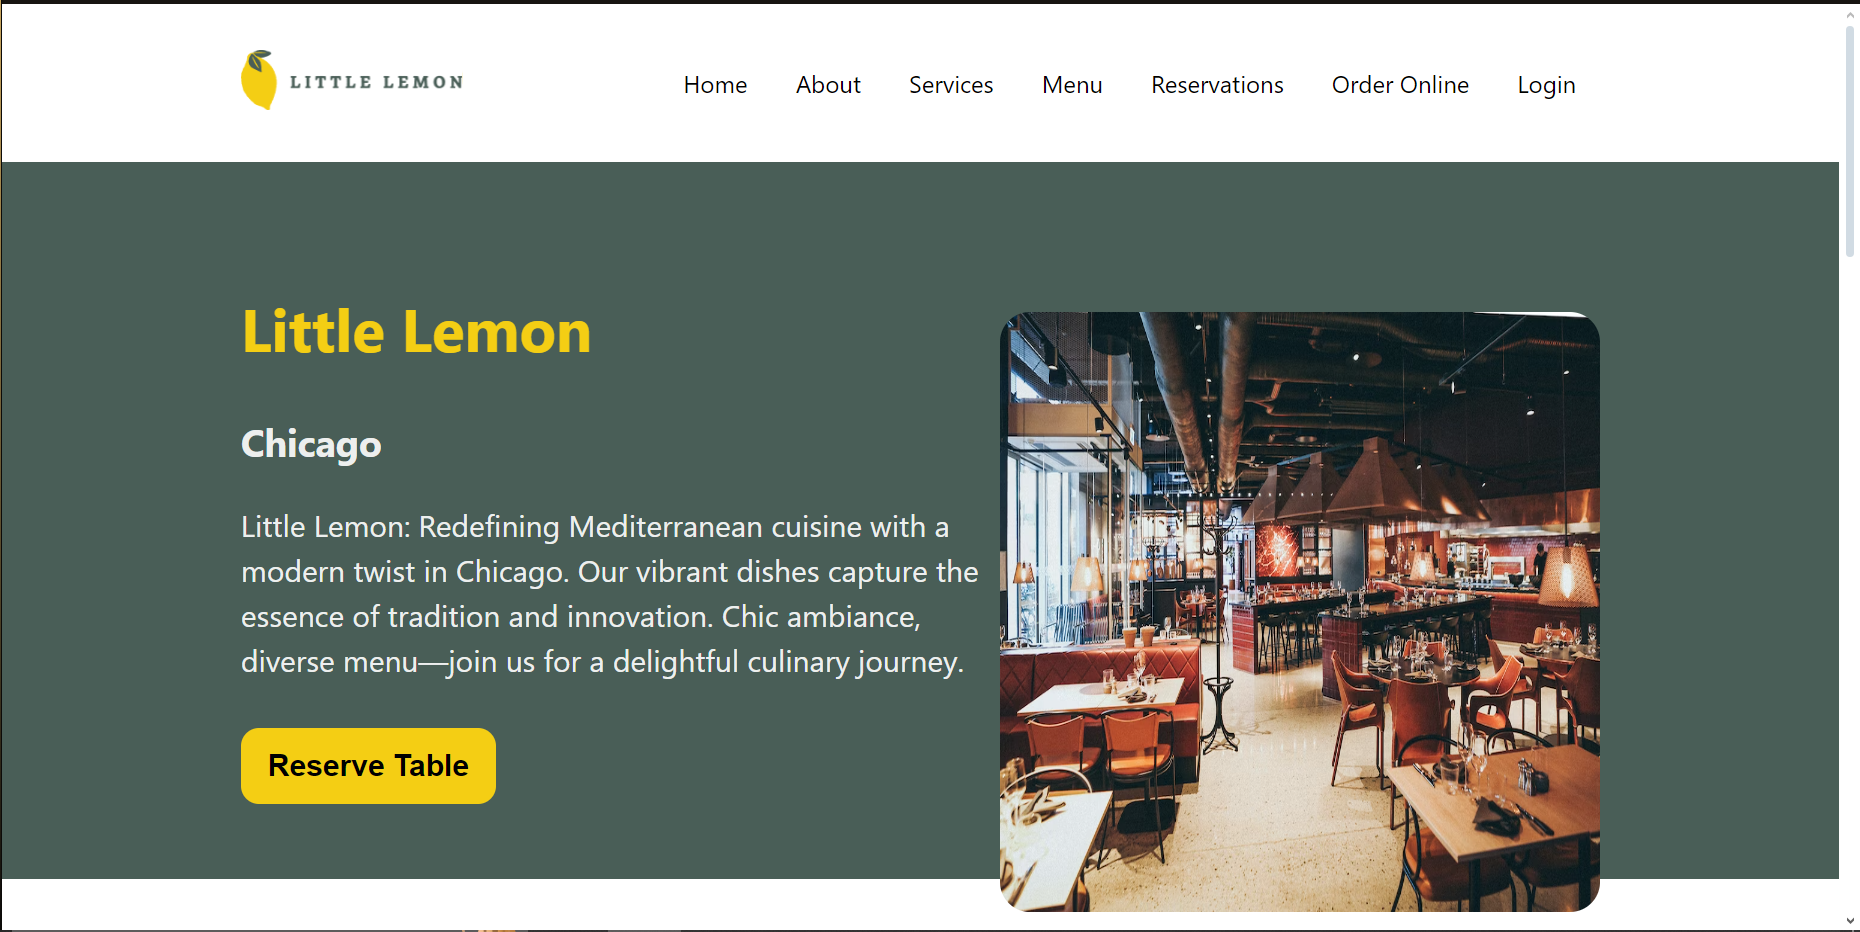 LITTLE LEMON
Home About Services Menu Reservations Order Online Login
Little Lemon
Chicago
Little Lemon: Redefining Mediterranean cuisine with a
modern twist in Chicago. Our vibrant dishes capture the
essence of tradition and innovation. Chic ambiance,
diverse menu—join us for a delightful culinary journey.
Reserve Table